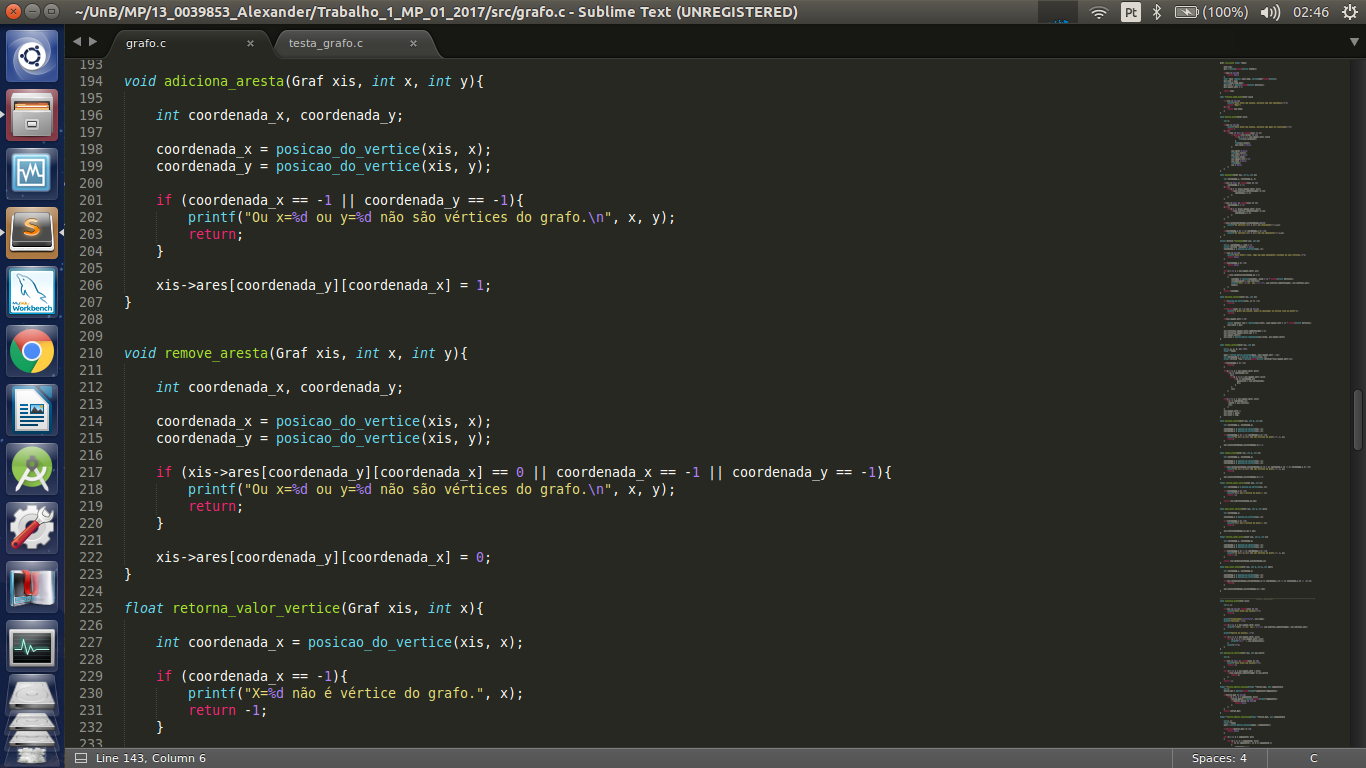 ~/UnB/MP/13_0039853_Alexander/Trabalho_1_MP_01_2017/src/grafo.c - Sublime Text (UNREGISTERED)
Pt (100%) 02:46
grafo.c × testa_grafo.c ×
193
194 void adiciona_aresta(Graf xis, int x, int y){
195
196     int coordenada_x, coordenada_y;
197
198     coordenada_x = posicao_do_vertice(xis, x);
199     coordenada_y = posicao_do_vertice(xis, y);
200
201     if (coordenada_x == -1 || coordenada_y == -1){
202         printf("Ou x=%d ou y=%d não são vértices do grafo.\n", x, y);
203         return;
204     }
205
206     xis->ares[coordenada_y][coordenada_x] = 1;
207 }
208
209
210 void remove_aresta(Graf xis, int x, int y){
211
212     int coordenada_x, coordenada_y;
213
214     coordenada_x = posicao_do_vertice(xis, x);
215     coordenada_y = posicao_do_vertice(xis, y);
216
217     if (xis->ares[coordenada_y][coordenada_x] == 0 || coordenada_x == -1 || coordenada_y == -1){
218         printf("Ou x=%d ou y=%d não são vértices do grafo.\n", x, y);
219         return;
220     }
221
222     xis->ares[coordenada_y][coordenada_x] = 0;
223 }
224
225 float retorna_valor_vertice(Graf xis, int x){
226
227     int coordenada_x = posicao_do_vertice(xis, x);
228
229     if (coordenada_x == -1){
230         printf("X=%d não é vértice do grafo.", x);
231         return -1;
232     }
233
S
MySQL
Workbench
Line 143, Column 6
Spaces: 4
C